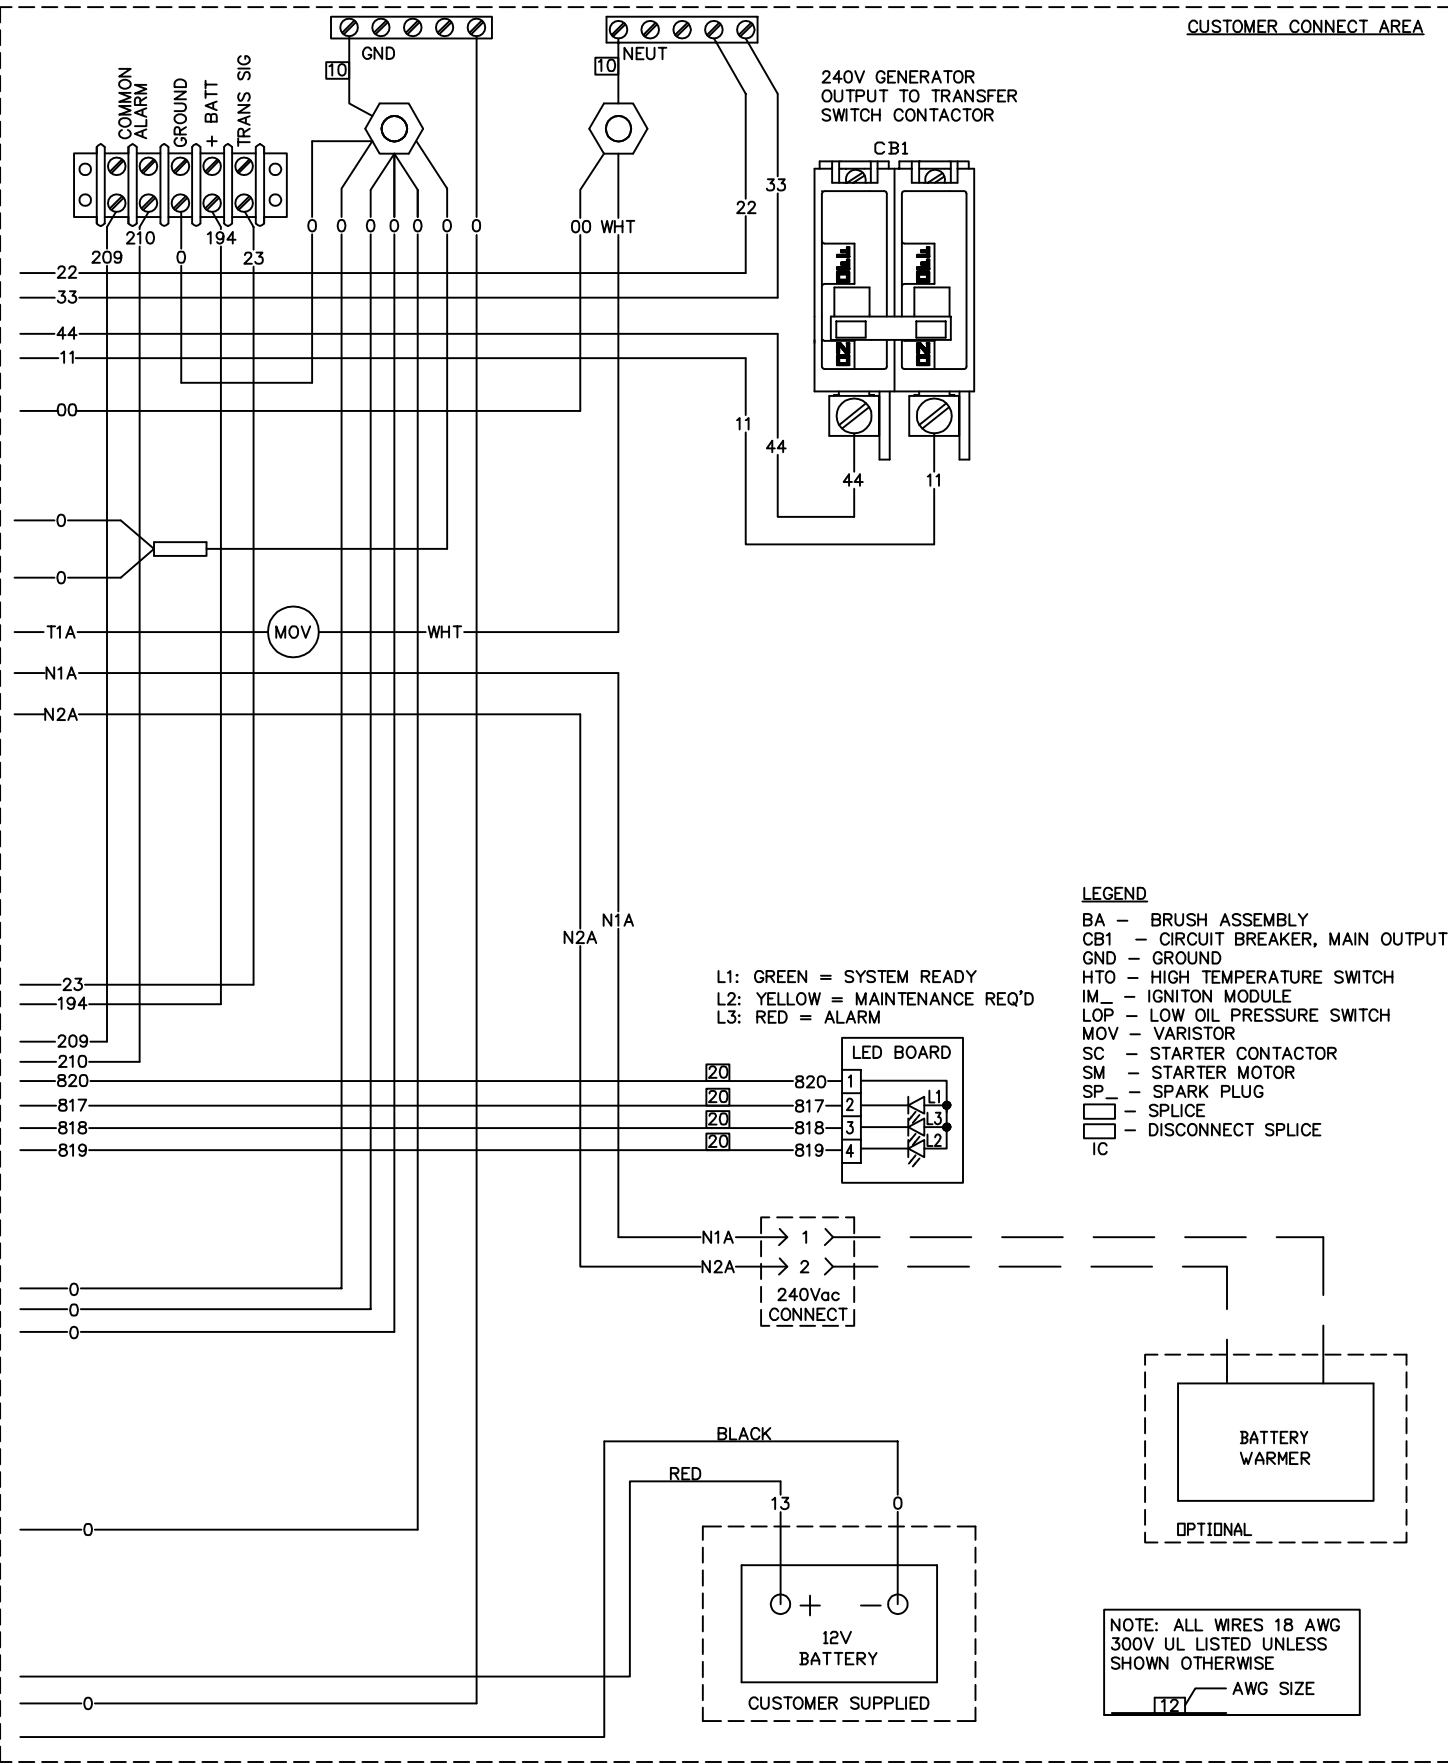 CUSTOMER CONNECT AREA
GND
NEUT
10
10
COMMON
ALARM
GROUND
+ BATT
TRANS SIG
240V GENERATOR
OUTPUT TO TRANSFER
SWITCH CONTACTOR
CB1
33
22
0 0 0 0 0 0 0
00 WHT
210 194
209 0 23
22
33
44
11
00
11
44
44 11
0
0
T1A MOV WHT
N1A
N2A
N1A
N2A
LEGEND
BA – BRUSH ASSEMBLY
CB1 – CIRCUIT BREAKER, MAIN OUTPUT
GND – GROUND
HTO – HIGH TEMPERATURE SWITCH
IM_ – IGNITON MODULE
LOP – LOW OIL PRESSURE SWITCH
MOV – VARISTOR
SC – STARTER CONTACTOR
SM – STARTER MOTOR
SP_ – SPARK PLUG
– SPLICE
– DISCONNECT SPLICE
IC
L1: GREEN = SYSTEM READY
L2: YELLOW = MAINTENANCE REQ'D
L3: RED = ALARM
23
194
209
210
LED BOARD
820 20 820 1
817 20 817 2 L1
818 20 818 3 L3
819 20 819 4 L2
N1A 1
N2A 2
240Vac
CONNECT
0
0
0
BATTERY
WARMER
OPTIONAL
BLACK
RED
13 0
0
+ –
12V
BATTERY
CUSTOMER SUPPLIED
0
NOTE: ALL WIRES 18 AWG
300V UL LISTED UNLESS
SHOWN OTHERWISE
AWG SIZE
12